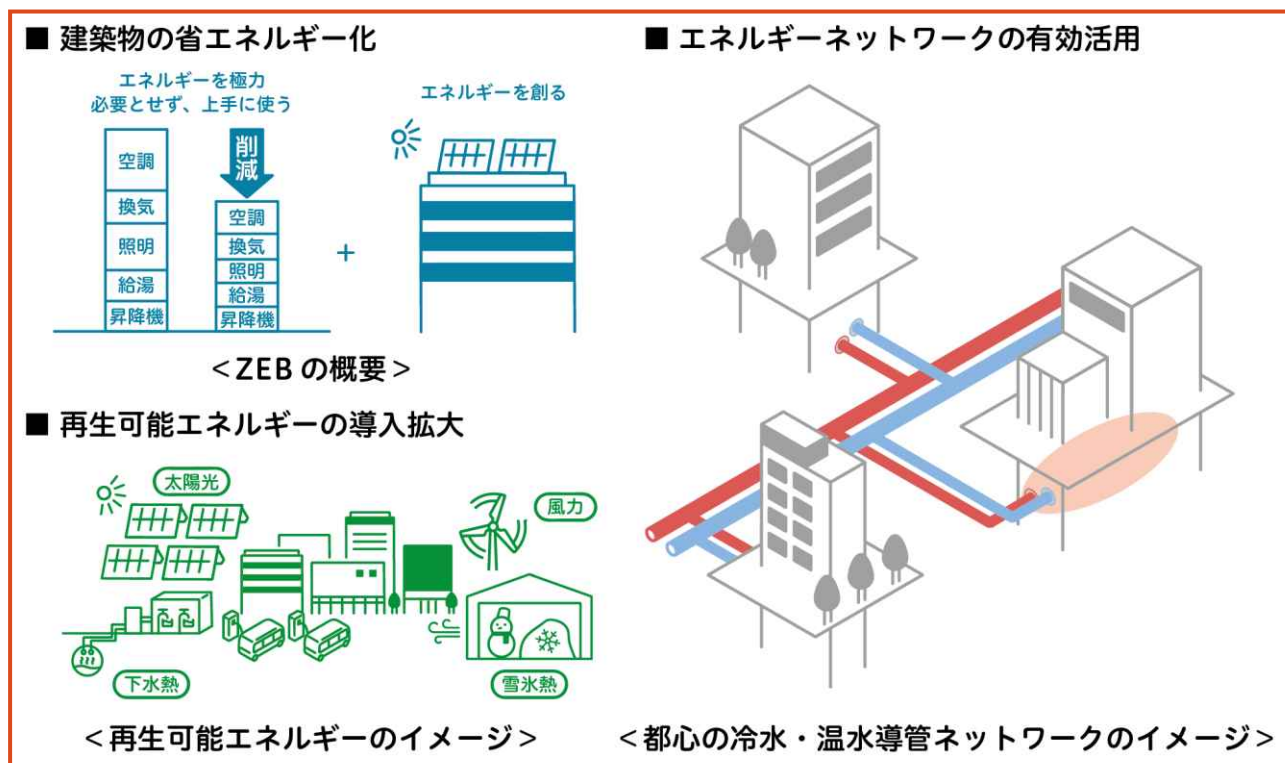 ■ 建築物の省エネルギー化
エネルギーを極力
必要とせず、上手に使う
空調
換気
照明
給湯
昇降機
削減
空調
換気
照明
給湯
昇降機
+
エネルギーを創る
<ZEB の概要>
■ 再生可能エネルギーの導入拡大
太陽光
風力
下水熱
雪氷熱
<再生可能エネルギーのイメージ>
■ エネルギーネットワークの有効活用
<都心の冷水・温水導管ネットワークのイメージ>